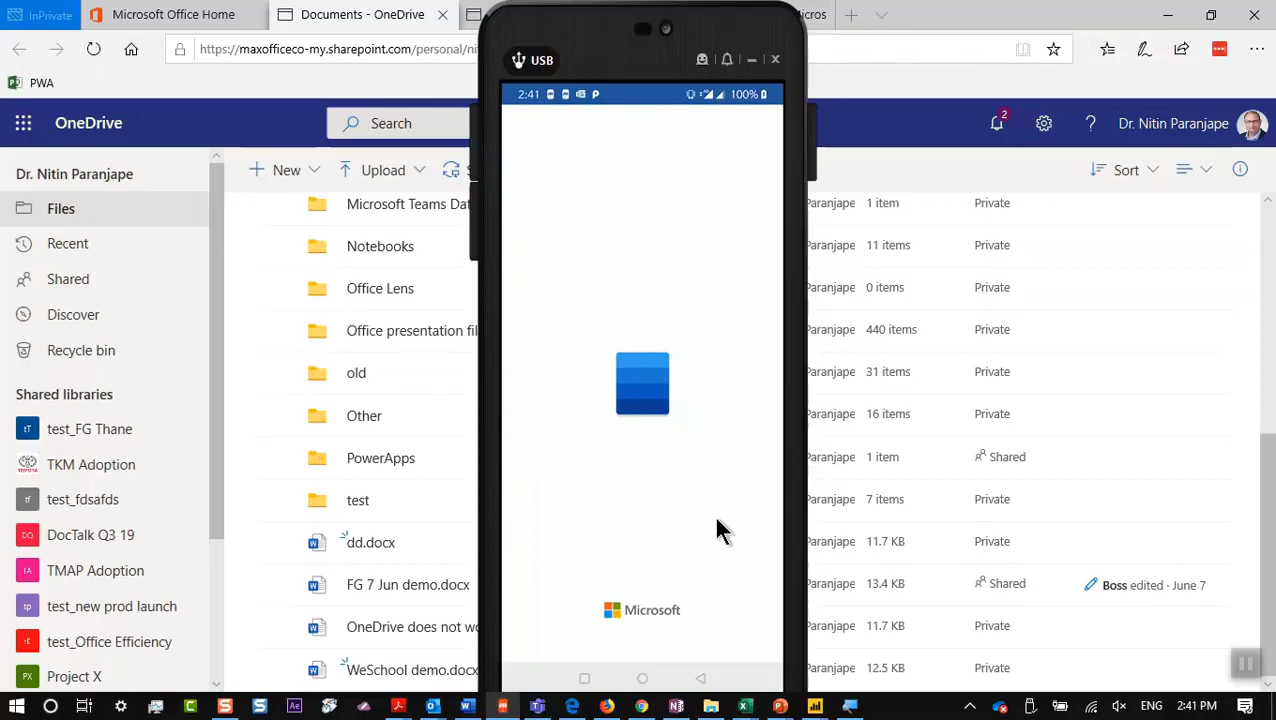 InPrivate
Microsoft Office Home
Documents - OneDrive
https://maxofficeco-my.sharepoint.com/personal/ni
PWA
OneDrive
Search
2
Dr. Nitin Paranjape
New
Upload
Sort
Dr. Nitin Paranjape
Files
Recent
Shared
Discover
Recycle bin
Shared libraries
tT test_FG Thane
TKM Adoption
tf test_fdsafds
DQ DocTalk Q3 19
TMAP Adoption
tp test_new prod launch
tE test_Office Efficiency
PX Project X
Microsoft Teams Dat
Paranjape 1 item Private
Notebooks
Paranjape 11 items Private
Office Lens
Paranjape 0 items Private
Office presentation fil
Paranjape 440 items Private
old
Paranjape 31 items Private
Other
Paranjape 16 items Private
PowerApps
Paranjape 1 item Shared
test
Paranjape 7 items Private
dd.docx
Paranjape 11.7 KB Private
FG 7 Jun demo.docx
Paranjape 13.4 KB Shared Boss edited · June 7
OneDrive does not wo
Paranjape 11.7 KB Private
WeSchool demo.docx
Paranjape 12.5 KB Private
USB
2:41
100%
Microsoft
ENG 2:41 PM